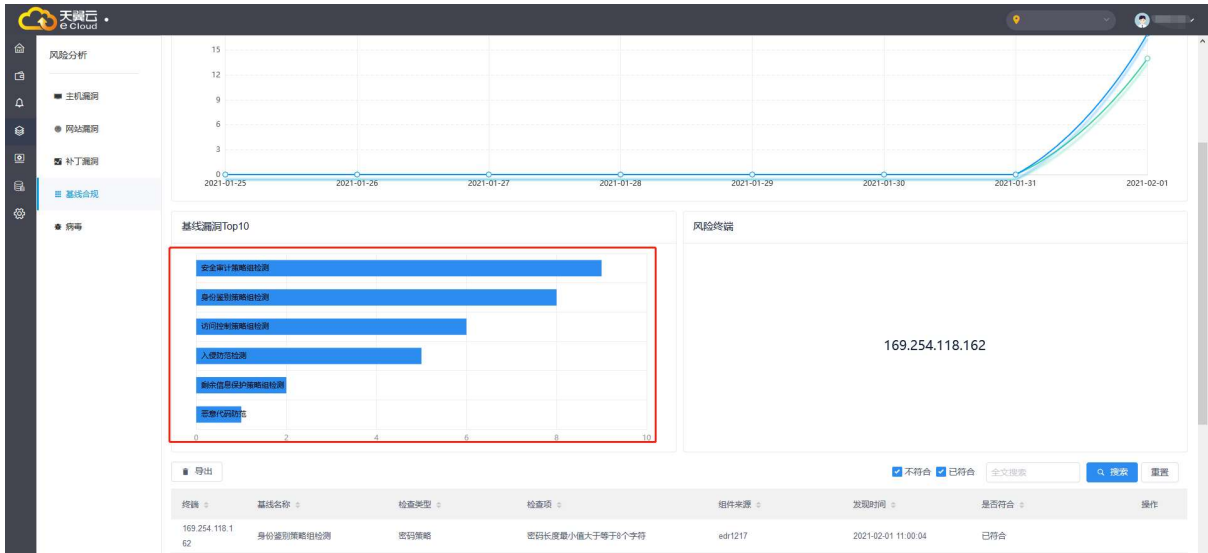 天翼云
e Cloud
风险分析
主机漏洞
网站漏洞
补丁漏洞
基线合规
病毒
15
12
9
6
3
0
2021-01-25 2021-01-26 2021-01-27 2021-01-28 2021-01-29 2021-01-30 2021-01-31 2021-02-01
基线漏洞Top10
安全审计策略组检测
身份鉴别策略组检测
访问控制策略组检测
入侵防范检测
剩余信息保护策略组检测
恶意代码防范
0 2 4 6 8 10
风险终端
169.254.118.162
导出
不符合 已符合 全文搜索 搜索 重置
终端 基线名称 检查类型 检查项 组件来源 发现时间 是否符合 操作
169.254.118.1
62
身份鉴别策略组检测 密码策略 密码长度最小值大于等于8个字符 edr1217 2021-02-01 11:00:04 已符合